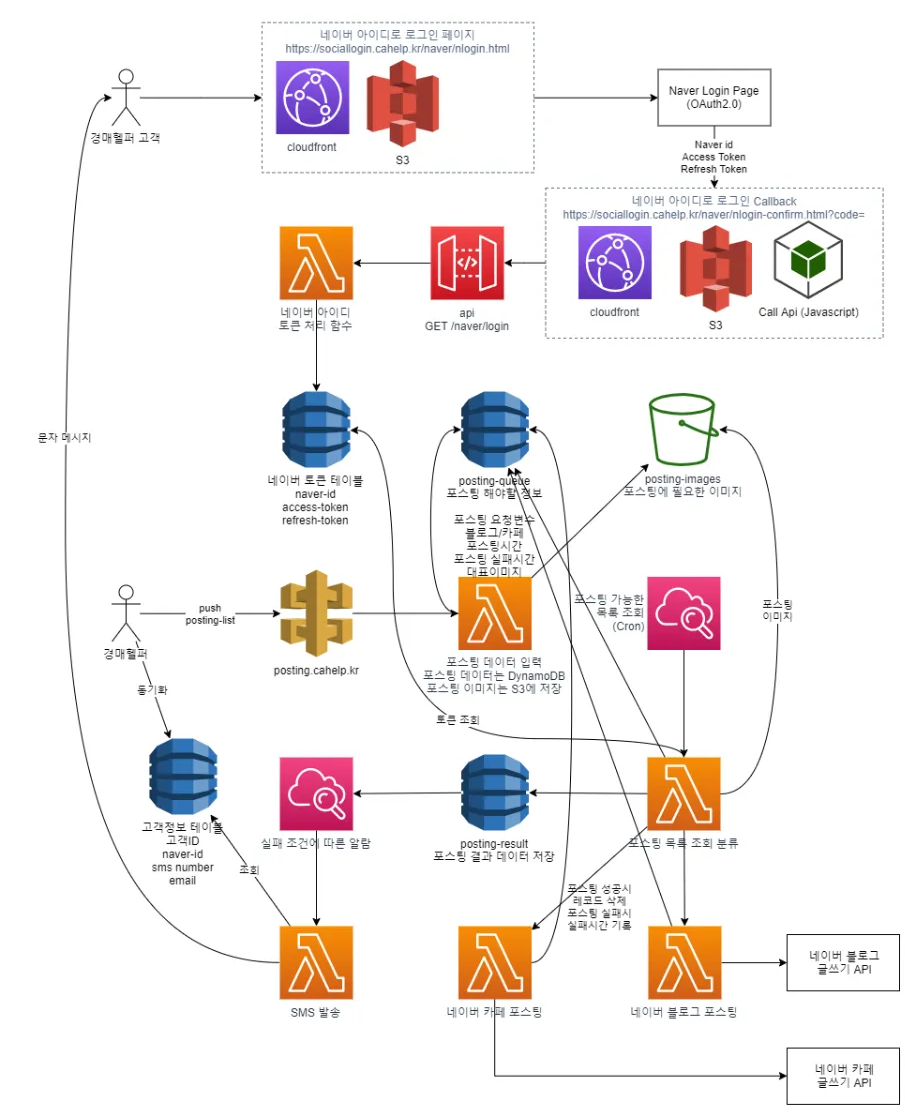 네이버 아이디로 로그인 페이지
https://sociallogin.cahelp.kr/naver/nlogin.html
cloudfront
S3
경매헬퍼 고객
Naver Login Page
(OAuth2.0)
Naver id
Access Token
Refresh Token
네이버 아이디로 로그인 Callback
https://sociallogin.cahelp.kr/naver/nlogin-confirm.html?code=
cloudfront
S3
Call Api (Javascript)
api
GET /naver/login
네이버 아이디
토큰 처리 함수
문자 메시지
네이버 토큰 테이블
naver-id
access-token
refresh-token
posting-queue
포스팅 해야할 정보
포스팅 요청변수
블로그/카페
포스팅시간
포스팅 실패시간
대표이미지
posting-images
포스팅에 필요한 이미지
경매헬퍼
push
posting-list
posting.cahelp.kr
포스팅 데이터 입력
포스팅 데이터는 DynamoDB
포스팅 이미지는 S3에 저장
포스팅 가능한
목록 조회
(Cron)
포스팅
이미지
동기화
토큰 조회
고객정보 테이블
고객ID
naver-id
sms number
email
조회
실패 조건에 따른 알람
posting-result
포스팅 결과 데이터 저장
포스팅 목록 조회 분류
포스팅 성공시
레코드 삭제
포스팅 실패시
실패시간 기록
SMS 발송
네이버 카페 포스팅
네이버 블로그 포스팅
네이버 블로그
글쓰기 API
네이버 카페
글쓰기 API